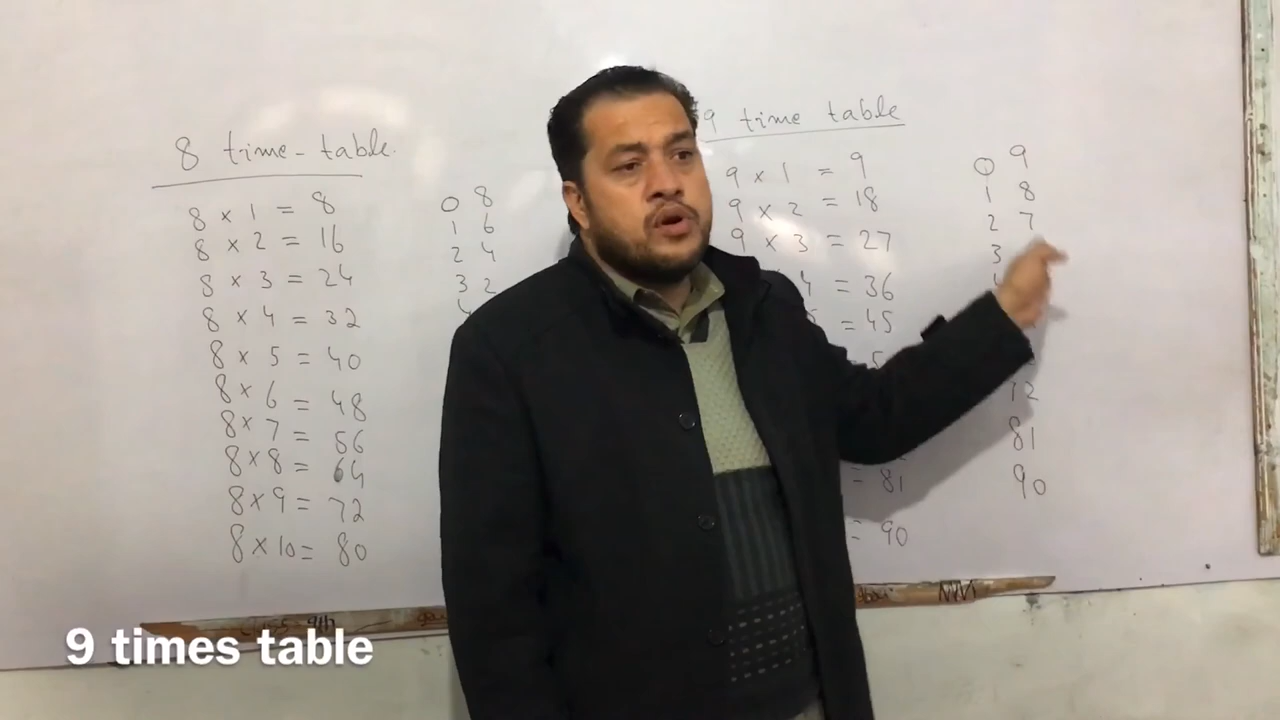 8 time-table.
8 x 1 = 8
8 x 2 = 16
8 x 3 = 24
8 x 4 = 32
8 x 5 = 40
8 x 6 = 48
8 x 7 = 56
8 x 8 = 64
8 x 9 = 72
8 x 10 = 80
0 8
1 6
2 4
3 2
9 time table
9 x 1 = 9
9 x 2 = 18
9 x 3 = 27
4 = 36
= 45
= 81
= 90
0 9
1 8
2 7
3
81
90
9 times table